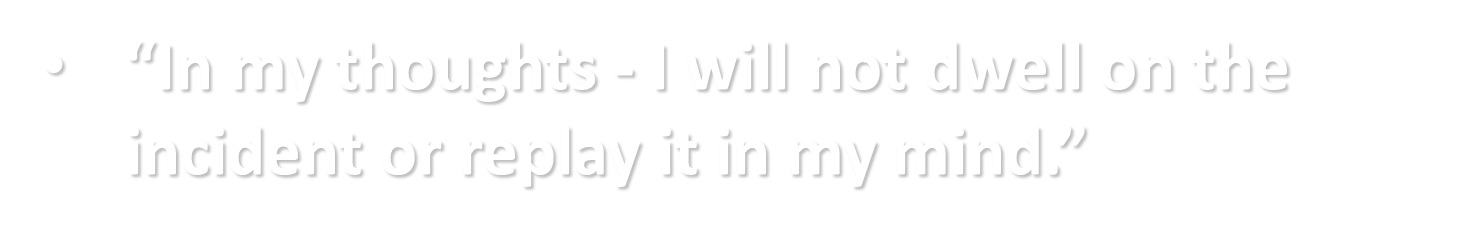 • “In my thoughts - I will not dwell on the
incident or replay it in my mind.”